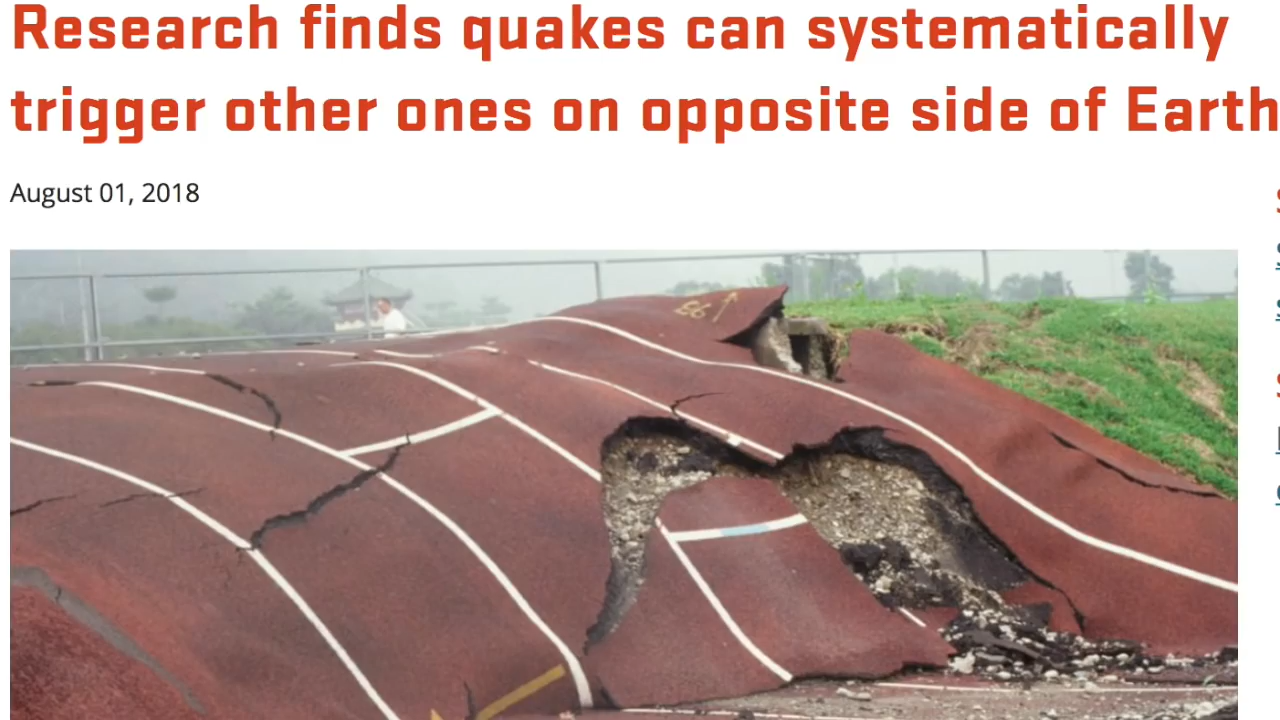 Research finds quakes can systematically
trigger other ones on opposite side of Earth
August 01, 2018